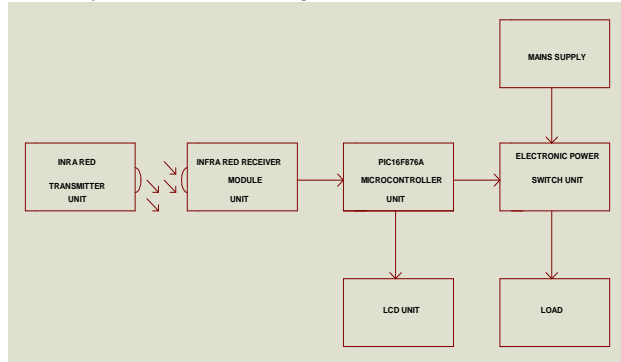 MAINS SUPPLY
INRA RED
TRANSMITTER
UNIT
INFRA RED RECEIVER
MODULE
UNIT
PIC16F876A
MICROCONTROLLER
UNIT
ELECTRONIC POWER
SWITCH UNIT
LCD UNIT
LOAD